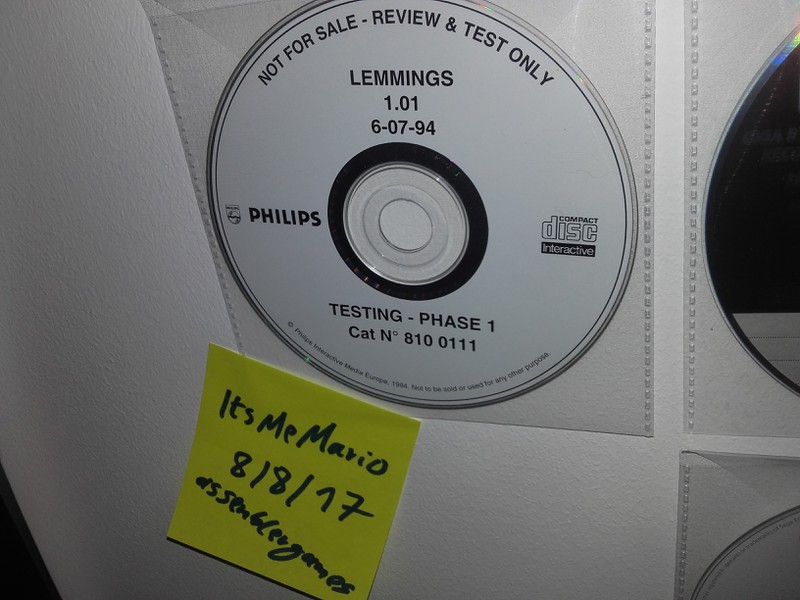 NOT FOR SALE - REVIEW & TEST ONLY
LEMMINGS
1.01
6-07-94
PHILIPS
COMPACT
disc
Interactive
TESTING - PHASE 1
Cat N° 810 0111
© Philips Interactive Media Europe, 1994. Not to be sold or used for any other purpose.
ItsMeMario
8/8/17
assemblergames